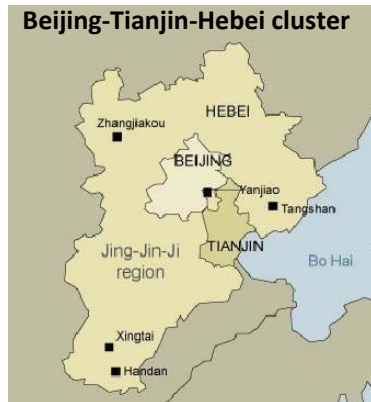 Beijing-Tianjin-Hebei cluster
HEBEI
Zhangjiakou
BEIJING
Yanjiao
Tangshan
TIANJIN
Jing-Jin-Ji
region
Bo Hai
Xingtai
Handan